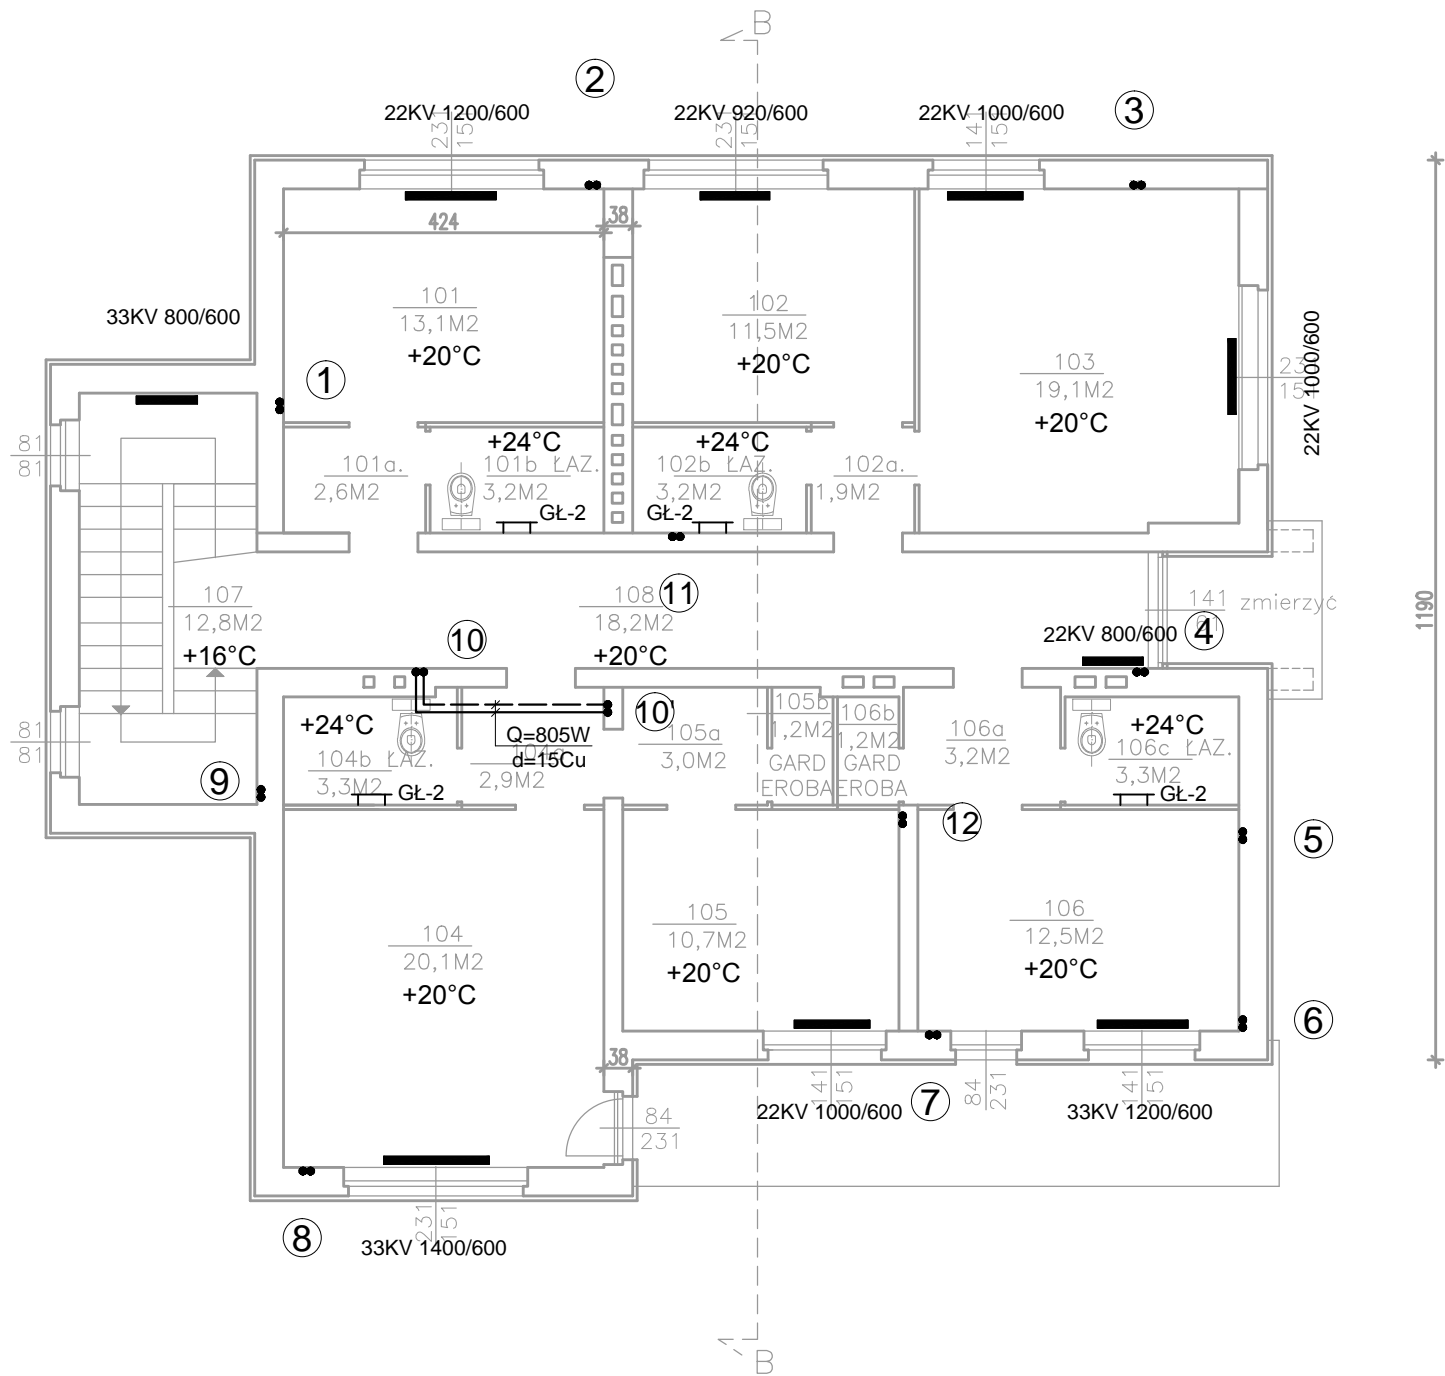 B
2
3
22KV 1200/600
22KV 920/600
22KV 1000/600
231
151
231
151
141
151
424
38
101
13,1M2
+20°C
102
11,5M2
+20°C
103
19,1M2
+20°C
33KV 800/600
22KV 1000/600
1
81
81
101a.
2,6M2
+24°C
101b ŁAZ.
3,2M2
GŁ-2
+24°C
102b ŁAZ.
3,2M2
GŁ-2
102a.
1,9M2
107
12,8M2
+16°C
108
18,2M2
+20°C
11
10
141 zmierzyć
22KV 800/600
4
1190
81
81
9
+24°C
104b ŁAZ.
3,3M2
GŁ-2
Q=805W
d=15Cu
104a
2,9M2
10'
105a
3,0M2
105b
1,2M2
GARD
EROBA
106b
1,2M2
GARD
EROBA
106a
3,2M2
+24°C
106c ŁAZ.
3,3M2
GŁ-2
12
5
104
20,1M2
+20°C
105
10,7M2
+20°C
106
12,5M2
+20°C
6
38
84
231
141
151
22KV 1000/600
7
84
231
141
151
33KV 1200/600
8
231
151
33KV 1400/600
B